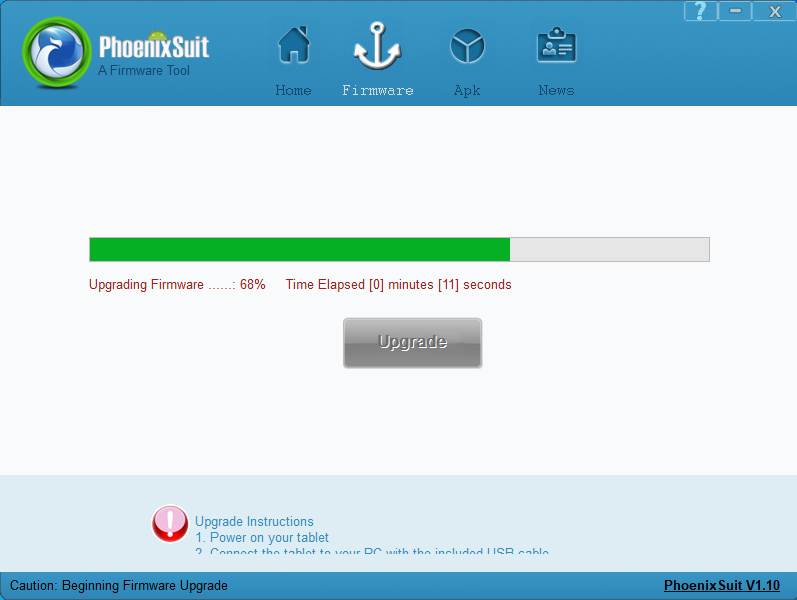 PhoenixSuit
A Firmware Tool
Home Firmware Apk News
Upgrading Firmware ......: 68% Time Elapsed [0] minutes [11] seconds
Upgrade
Upgrade Instructions
1. Power on your tablet
2. Connect the tablet to your PC with the included USB cable
Caution: Beginning Firmware Upgrade PhoenixSuit V1.10